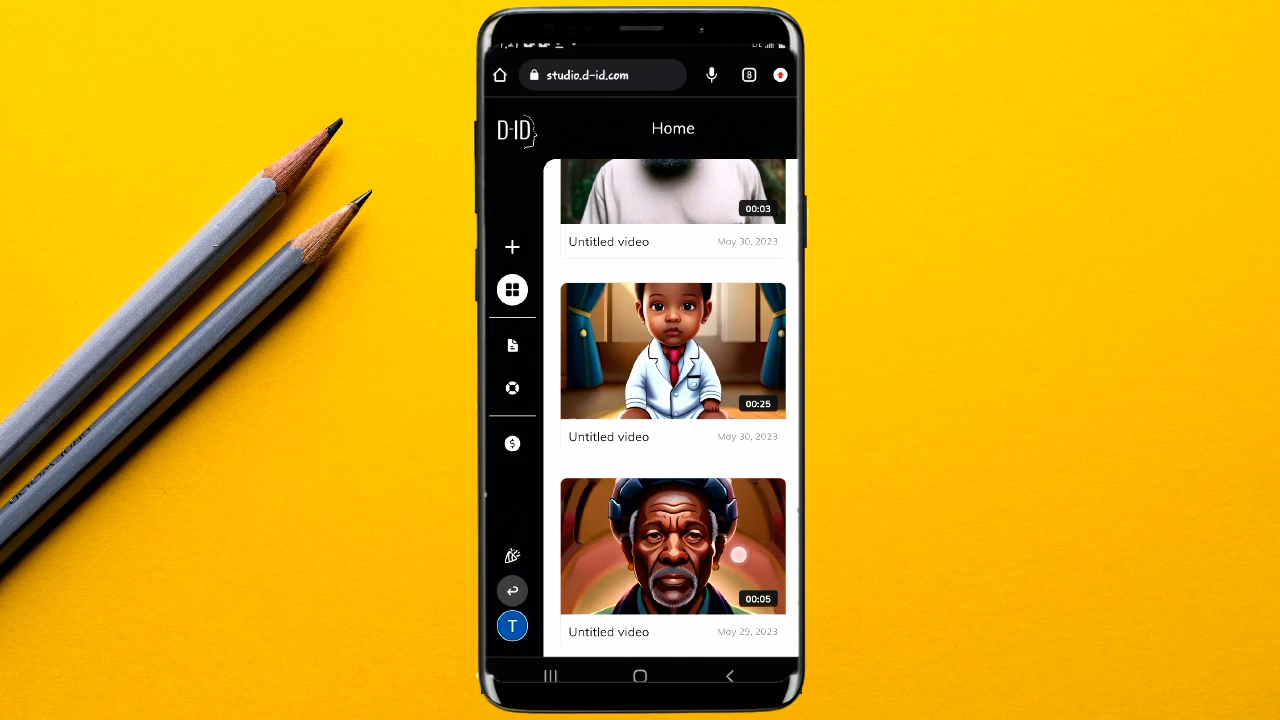 studio.d-id.com
8
D-ID
Home
00:03
Untitled video
May 30, 2023
00:25
Untitled video
May 30, 2023
00:05
Untitled video
May 29, 2023
T